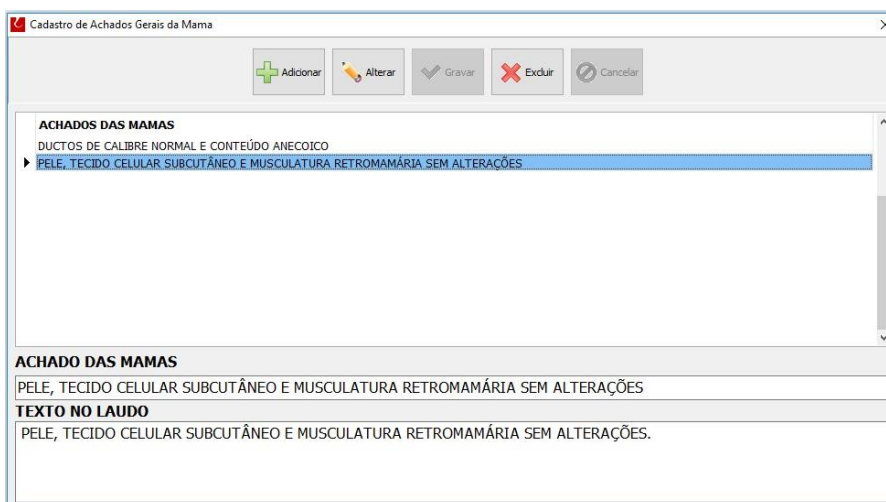 Cadastro de Achados Gerais da Mama
Adicionar Alterar Gravar Excluir Cancelar
ACHADOS DAS MAMAS
DUCTOS DE CALIBRE NORMAL E CONTEÚDO ANECOICO
PELE, TECIDO CELULAR SUBCUTÂNEO E MUSCULATURA RETROMAMÁRIA SEM ALTERAÇÕES
ACHADO DAS MAMAS
PELE, TECIDO CELULAR SUBCUTÂNEO E MUSCULATURA RETROMAMÁRIA SEM ALTERAÇÕES
TEXTO NO LAUDO
PELE, TECIDO CELULAR SUBCUTÂNEO E MUSCULATURA RETROMAMÁRIA SEM ALTERAÇÕES.